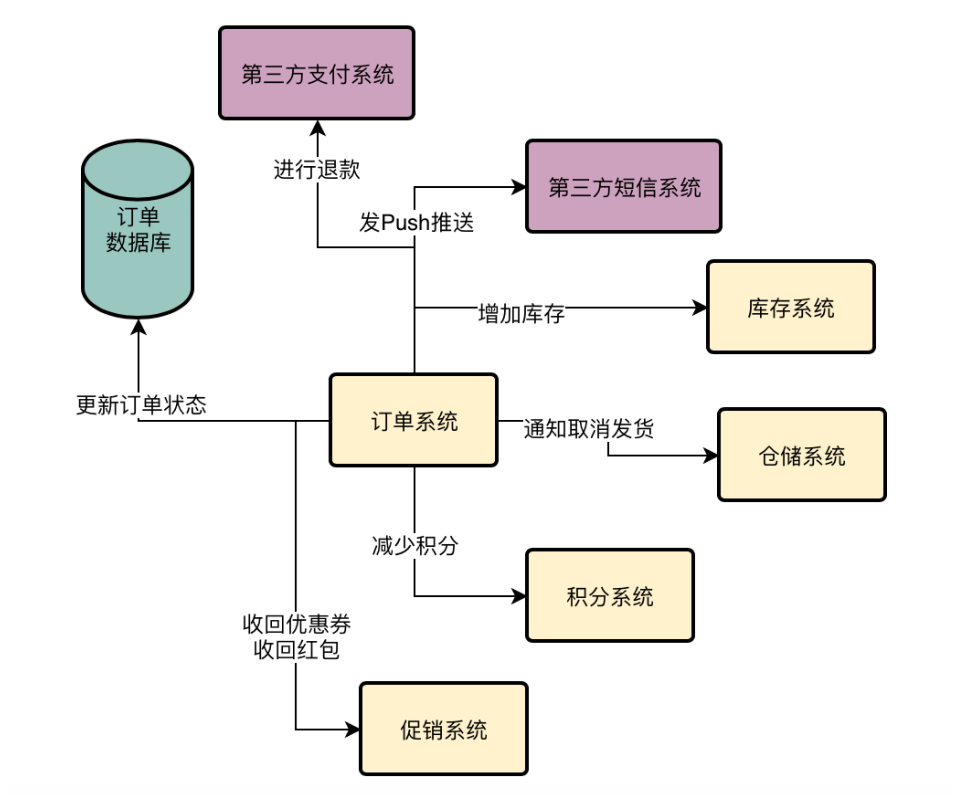 第三方支付系统
进行退款
第三方短信系统
发Push推送
订单
数据库
增加库存
库存系统
更新订单状态
订单系统
通知取消发货
仓储系统
减少积分
积分系统
收回优惠券
收回红包
促销系统